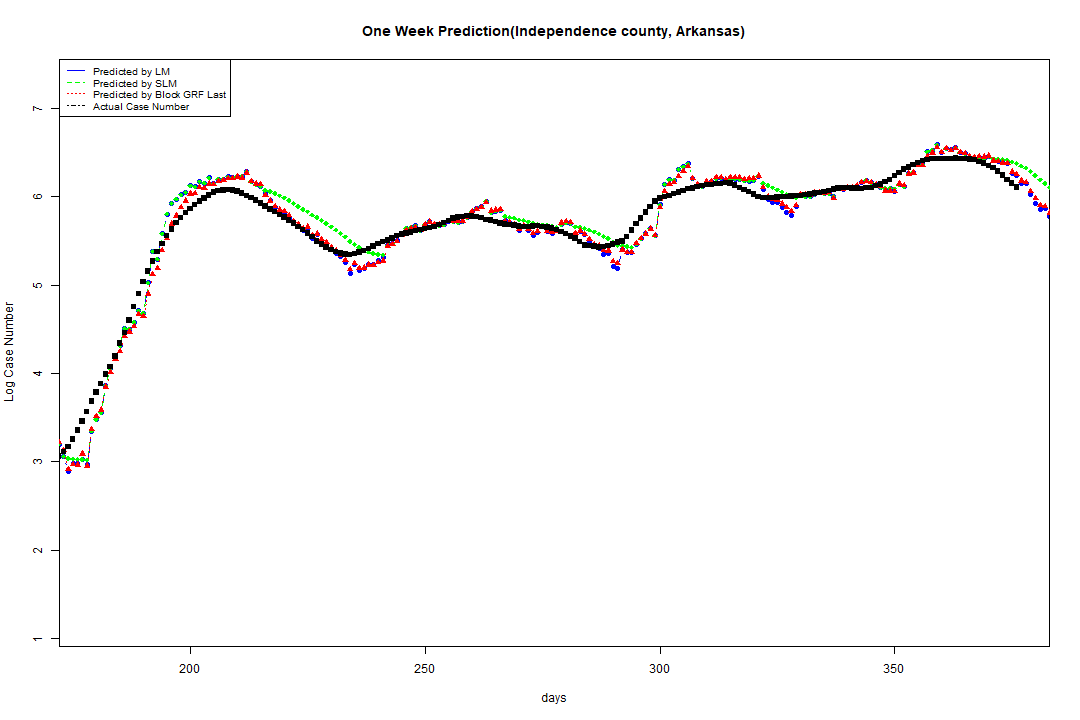 One Week Prediction(Independence county, Arkansas)
Predicted by LM
Predicted by SLM
Predicted by Block GRF Last
Actual Case Number
7
6
5
4
3
2
1
Log Case Number
200 250 300 350
days